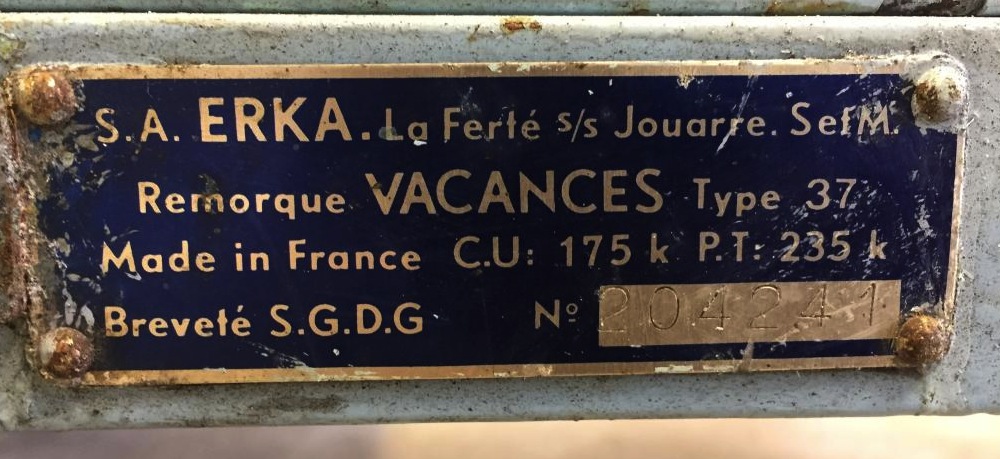 S.A. ERKA. La Ferté s/s Jouarre. S et M.
Remorque VACANCES Type 37
Made in France C.U: 175 k P.T: 235 k
Breveté S.G.D.G Nº 204241